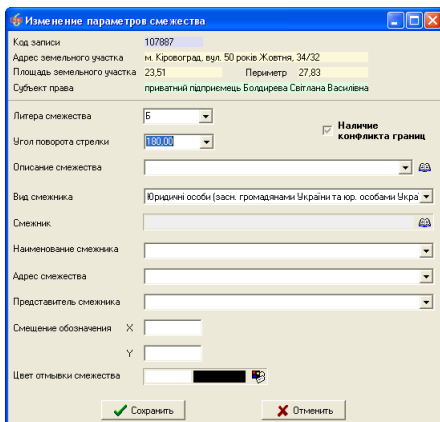 Изменение параметров смежества
Код записи 107887
Адрес земельного участка м. Кіровоград, вул. 50 років Жовтня, 34/32
Площадь земельного участка 23,51 Периметр 27,83
Субъект права приватний підприємець Болдирева Світлана Василівна
Литера смежества Б
Наличие конфликта границ
Угол поворота стрелки 180,00
Описание смежества
Вид смежника Юридичні особи (засн. громадянами України та юр. особами Укра
Смежник
Наименование смежника
Адрес смежества
Представитель смежника
Смещение обозначения X
Y
Цвет отмывки смежества
Сохранить Отменить